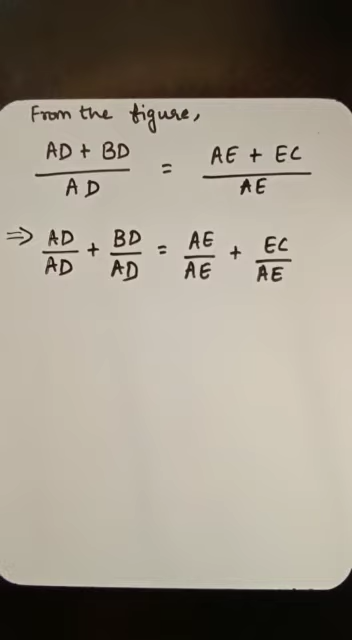 From the figure,
AD + BD / AD = AE + EC / AE
⇒ AD/AD + BD/AD = AE/AE + EC/AE